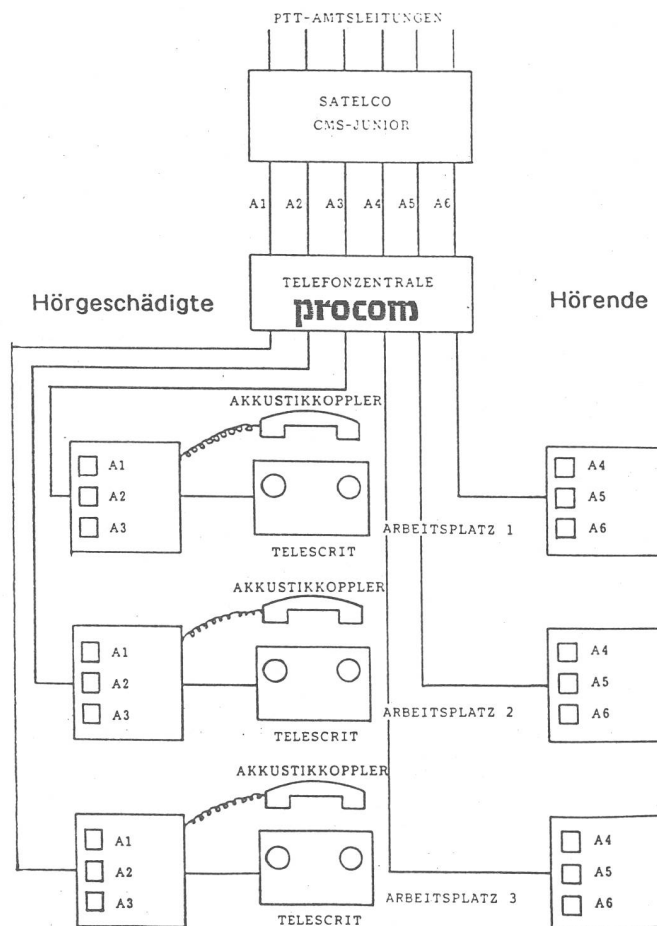 PTT-AMTSLEITUNGEN
SATELCO
CMS-JUNIOR
A1 A2 A3 A4 A5 A6
TELEFONZENTRALE
procom
Hörgeschädigte
Hörende
AKKUSTIKKOPPLER
A1
A2
A3
TELESCRIT
ARBEITSPLATZ 1
A4
A5
A6
AKKUSTIKKOPPLER
A1
A2
A3
TELESCRIT
ARBEITSPLATZ 2
A4
A5
A6
AKKUSTIKKOPPLER
A1
A2
A3
TELESCRIT
ARBEITSPLATZ 3
A4
A5
A6